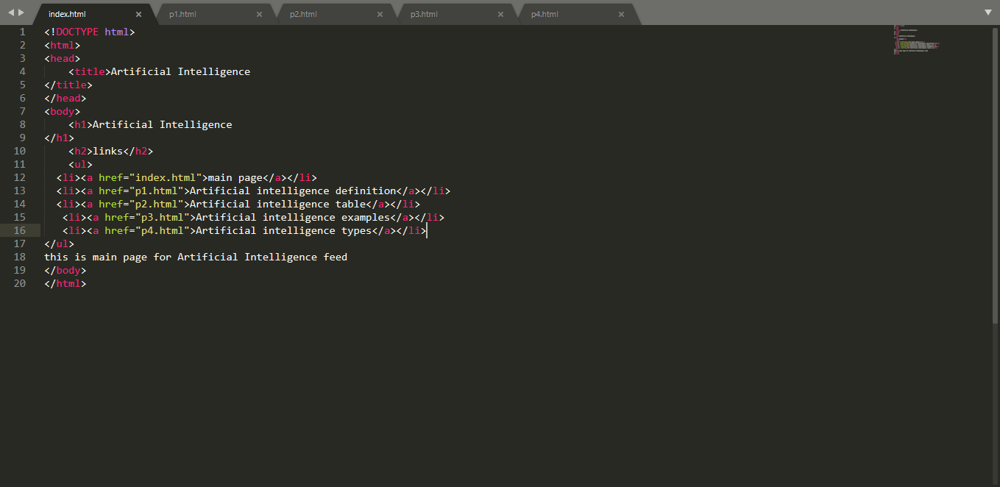 index.html × p1.html × p2.html × p3.html × p4.html ×
1 <!DOCTYPE html>
2 <html>
3 <head>
4     <title>Artificial Intelligence
5 </title>
6 </head>
7 <body>
8     <h1>Artificial Intelligence
9 </h1>
10     <h2>links</h2>
11     <ul>
12   <li><a href="index.html">main page</a></li>
13   <li><a href="p1.html">Artificial intelligence definition</a></li>
14   <li><a href="p2.html">Artificial intelligence table</a></li>
15    <li><a href="p3.html">Artificial intelligence examples</a></li>
16    <li><a href="p4.html">Artificial intelligence types</a></li>
17 </ul>
18 this is main page for Artificial Intelligence feed
19 </body>
20 </html>